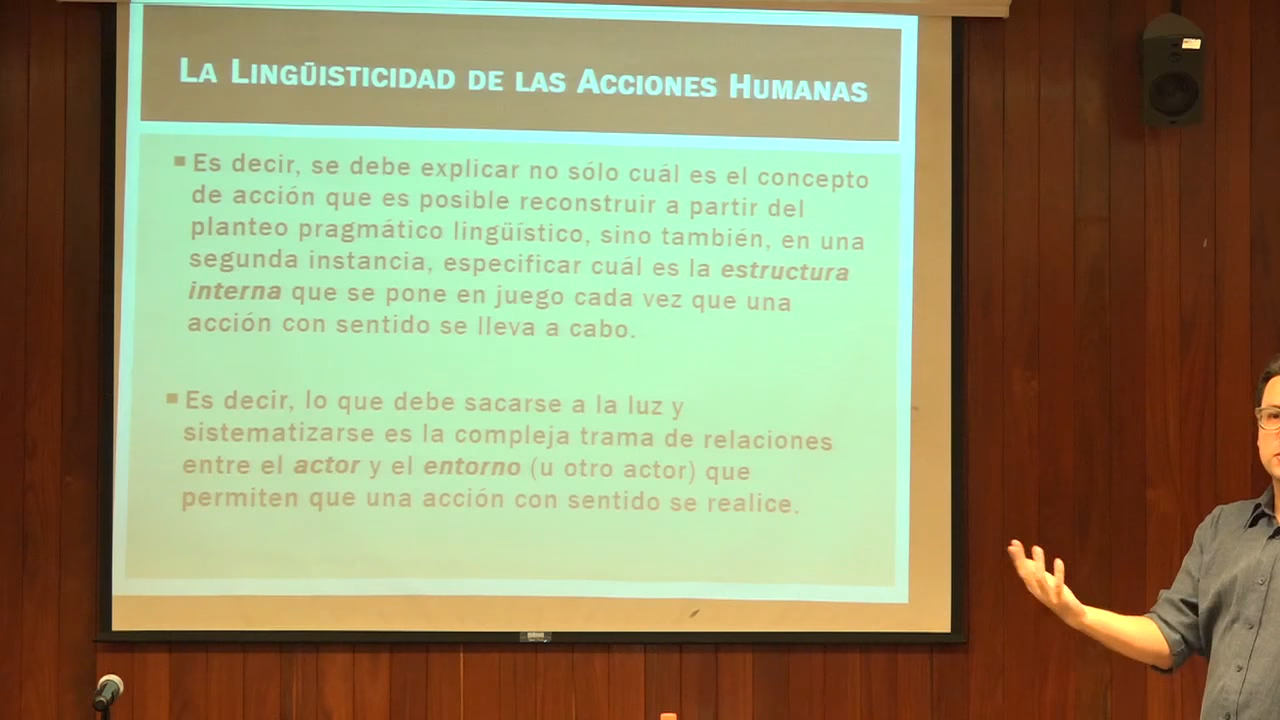 La Lingüisticidad de las Acciones Humanas
▪ Es decir, se debe explicar no sólo cuál es el concepto
de acción que es posible reconstruir a partir del
planteo pragmático lingüístico, sino también, en una
segunda instancia, especificar cuál es la estructura
interna que se pone en juego cada vez que una
acción con sentido se lleva a cabo.
▪ Es decir, lo que debe sacarse a la luz y
sistematizarse es la compleja trama de relaciones
entre el actor y el entorno (u otro actor) que
permiten que una acción con sentido se realice.